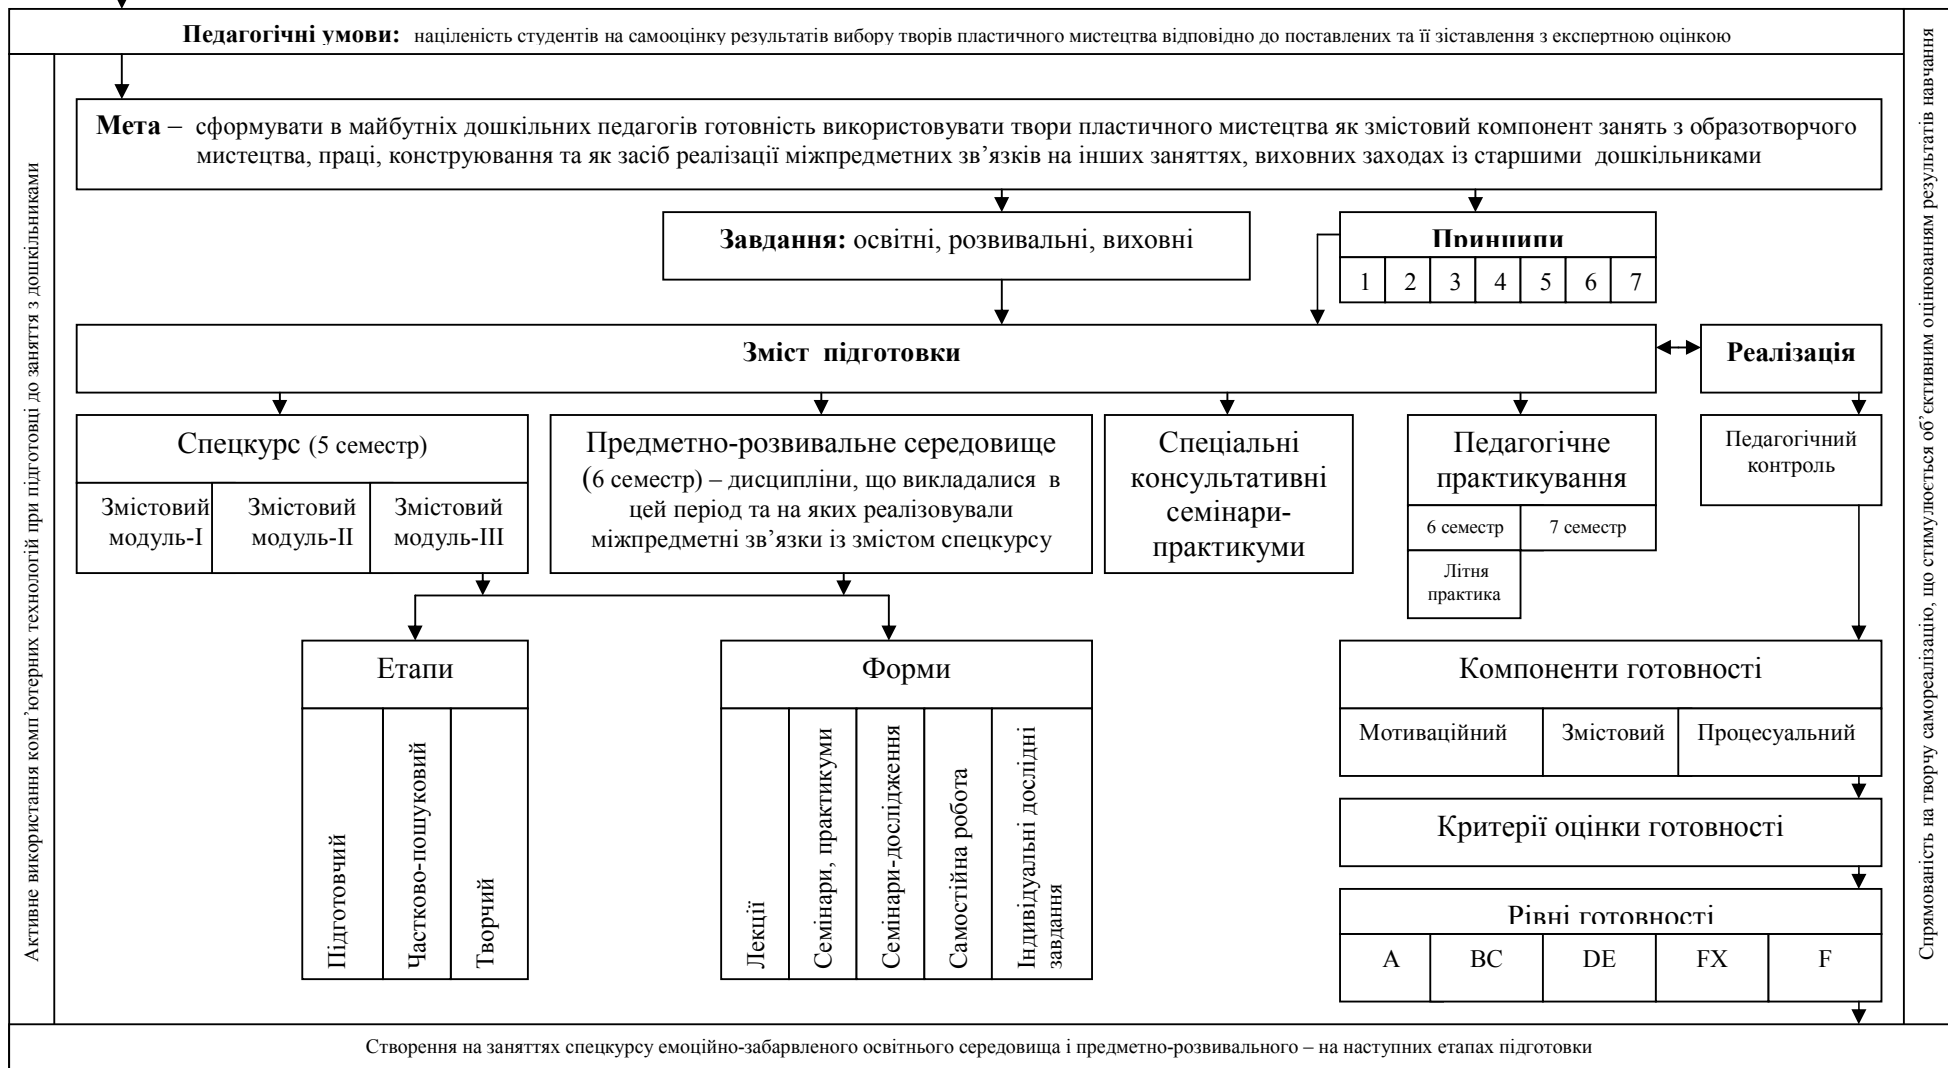 Педагогічні умови: націленість студентів на самооцінку результатів вибору творів пластичного мистецтва відповідно до поставлених та її зіставлення з експертною оцінкою
Активне використання комп’ютерних технологій при підготовці до заняття з дошкільниками
Спрямованість на творчу самореалізацію, що стимулюється об’єктивним оцінюванням результатів навчання
Мета – сформувати в майбутніх дошкільних педагогів готовність використовувати твори пластичного мистецтва як змістовий компонент занять з образотворчого
мистецтва, праці, конструювання та як засіб реалізації міжпредметних зв’язків на інших заняттях, виховних заходах із старшими дошкільниками
Завдання: освітні, розвивальні, виховні
Принципи
1 2 3 4 5 6 7
Зміст підготовки
Реалізація
Спецкурс (5 семестр)
Змістовий
модуль-І
Змістовий
модуль-ІІ
Змістовий
модуль-ІІІ
Предметно-розвивальне середовище
(6 семестр) – дисципліни, що викладалися в
цей період та на яких реалізовували
міжпредметні зв’язки із змістом спецкурсу
Спеціальні
консультативні
семінари-
практикуми
Педагогічне
практикування
6 семестр
7 семестр
Літня
практика
Педагогічний
контроль
Етапи
Підготовчий
Частково-пошуковий
Творчий
Форми
Лекції
Семінари, практикуми
Семінари-дослідження
Самостійна робота
Індивідуальні дослідні
завдання
Компоненти готовності
Мотиваційний
Змістовий
Процесуальний
Критерії оцінки готовності
Рівні готовності
A BC DE FX F
Створення на заняттях спецкурсу емоційно-забарвленого освітнього середовища і предметно-розвивального – на наступних етапах підготовки